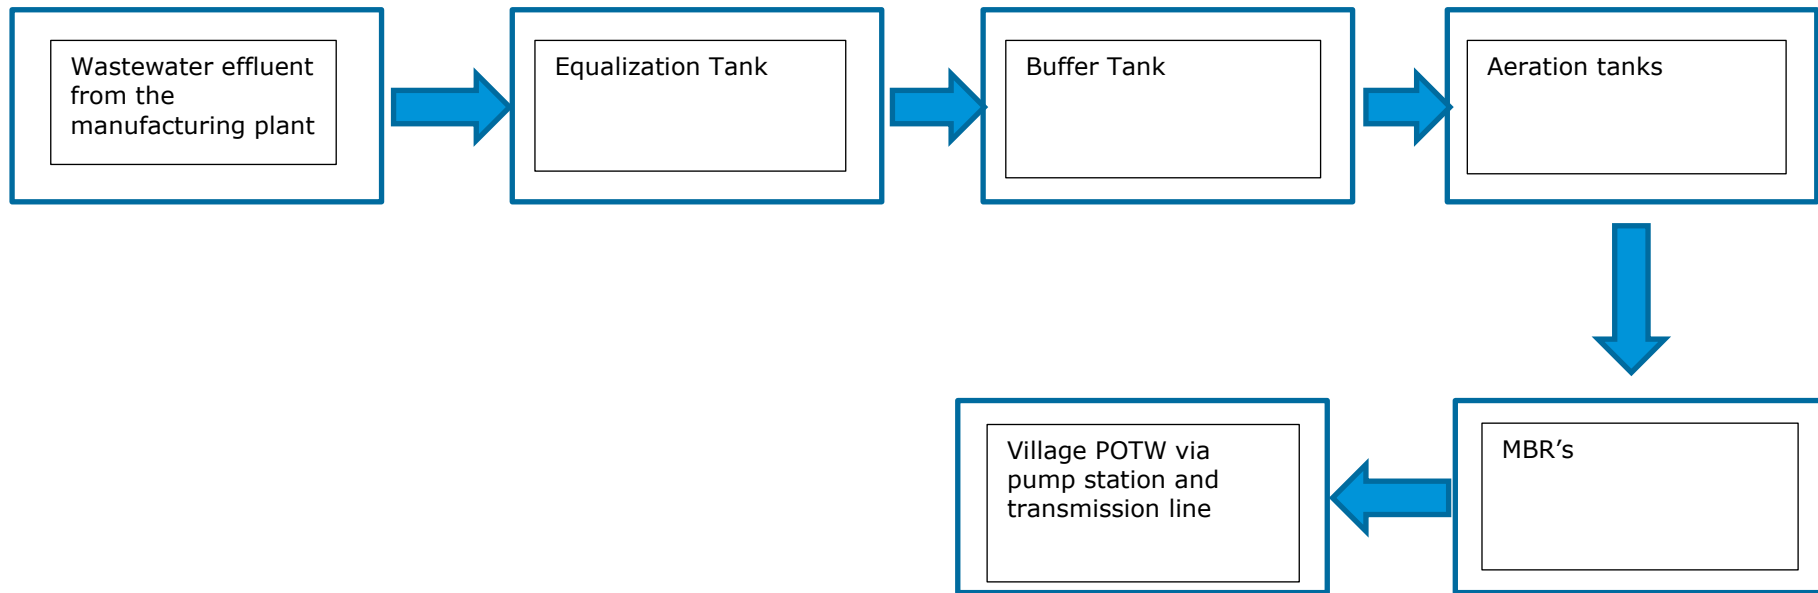 Wastewater effluent
from the
manufacturing plant
Equalization Tank
Buffer Tank
Aeration tanks
MBR’s
Village POTW via
pump station and
transmission line